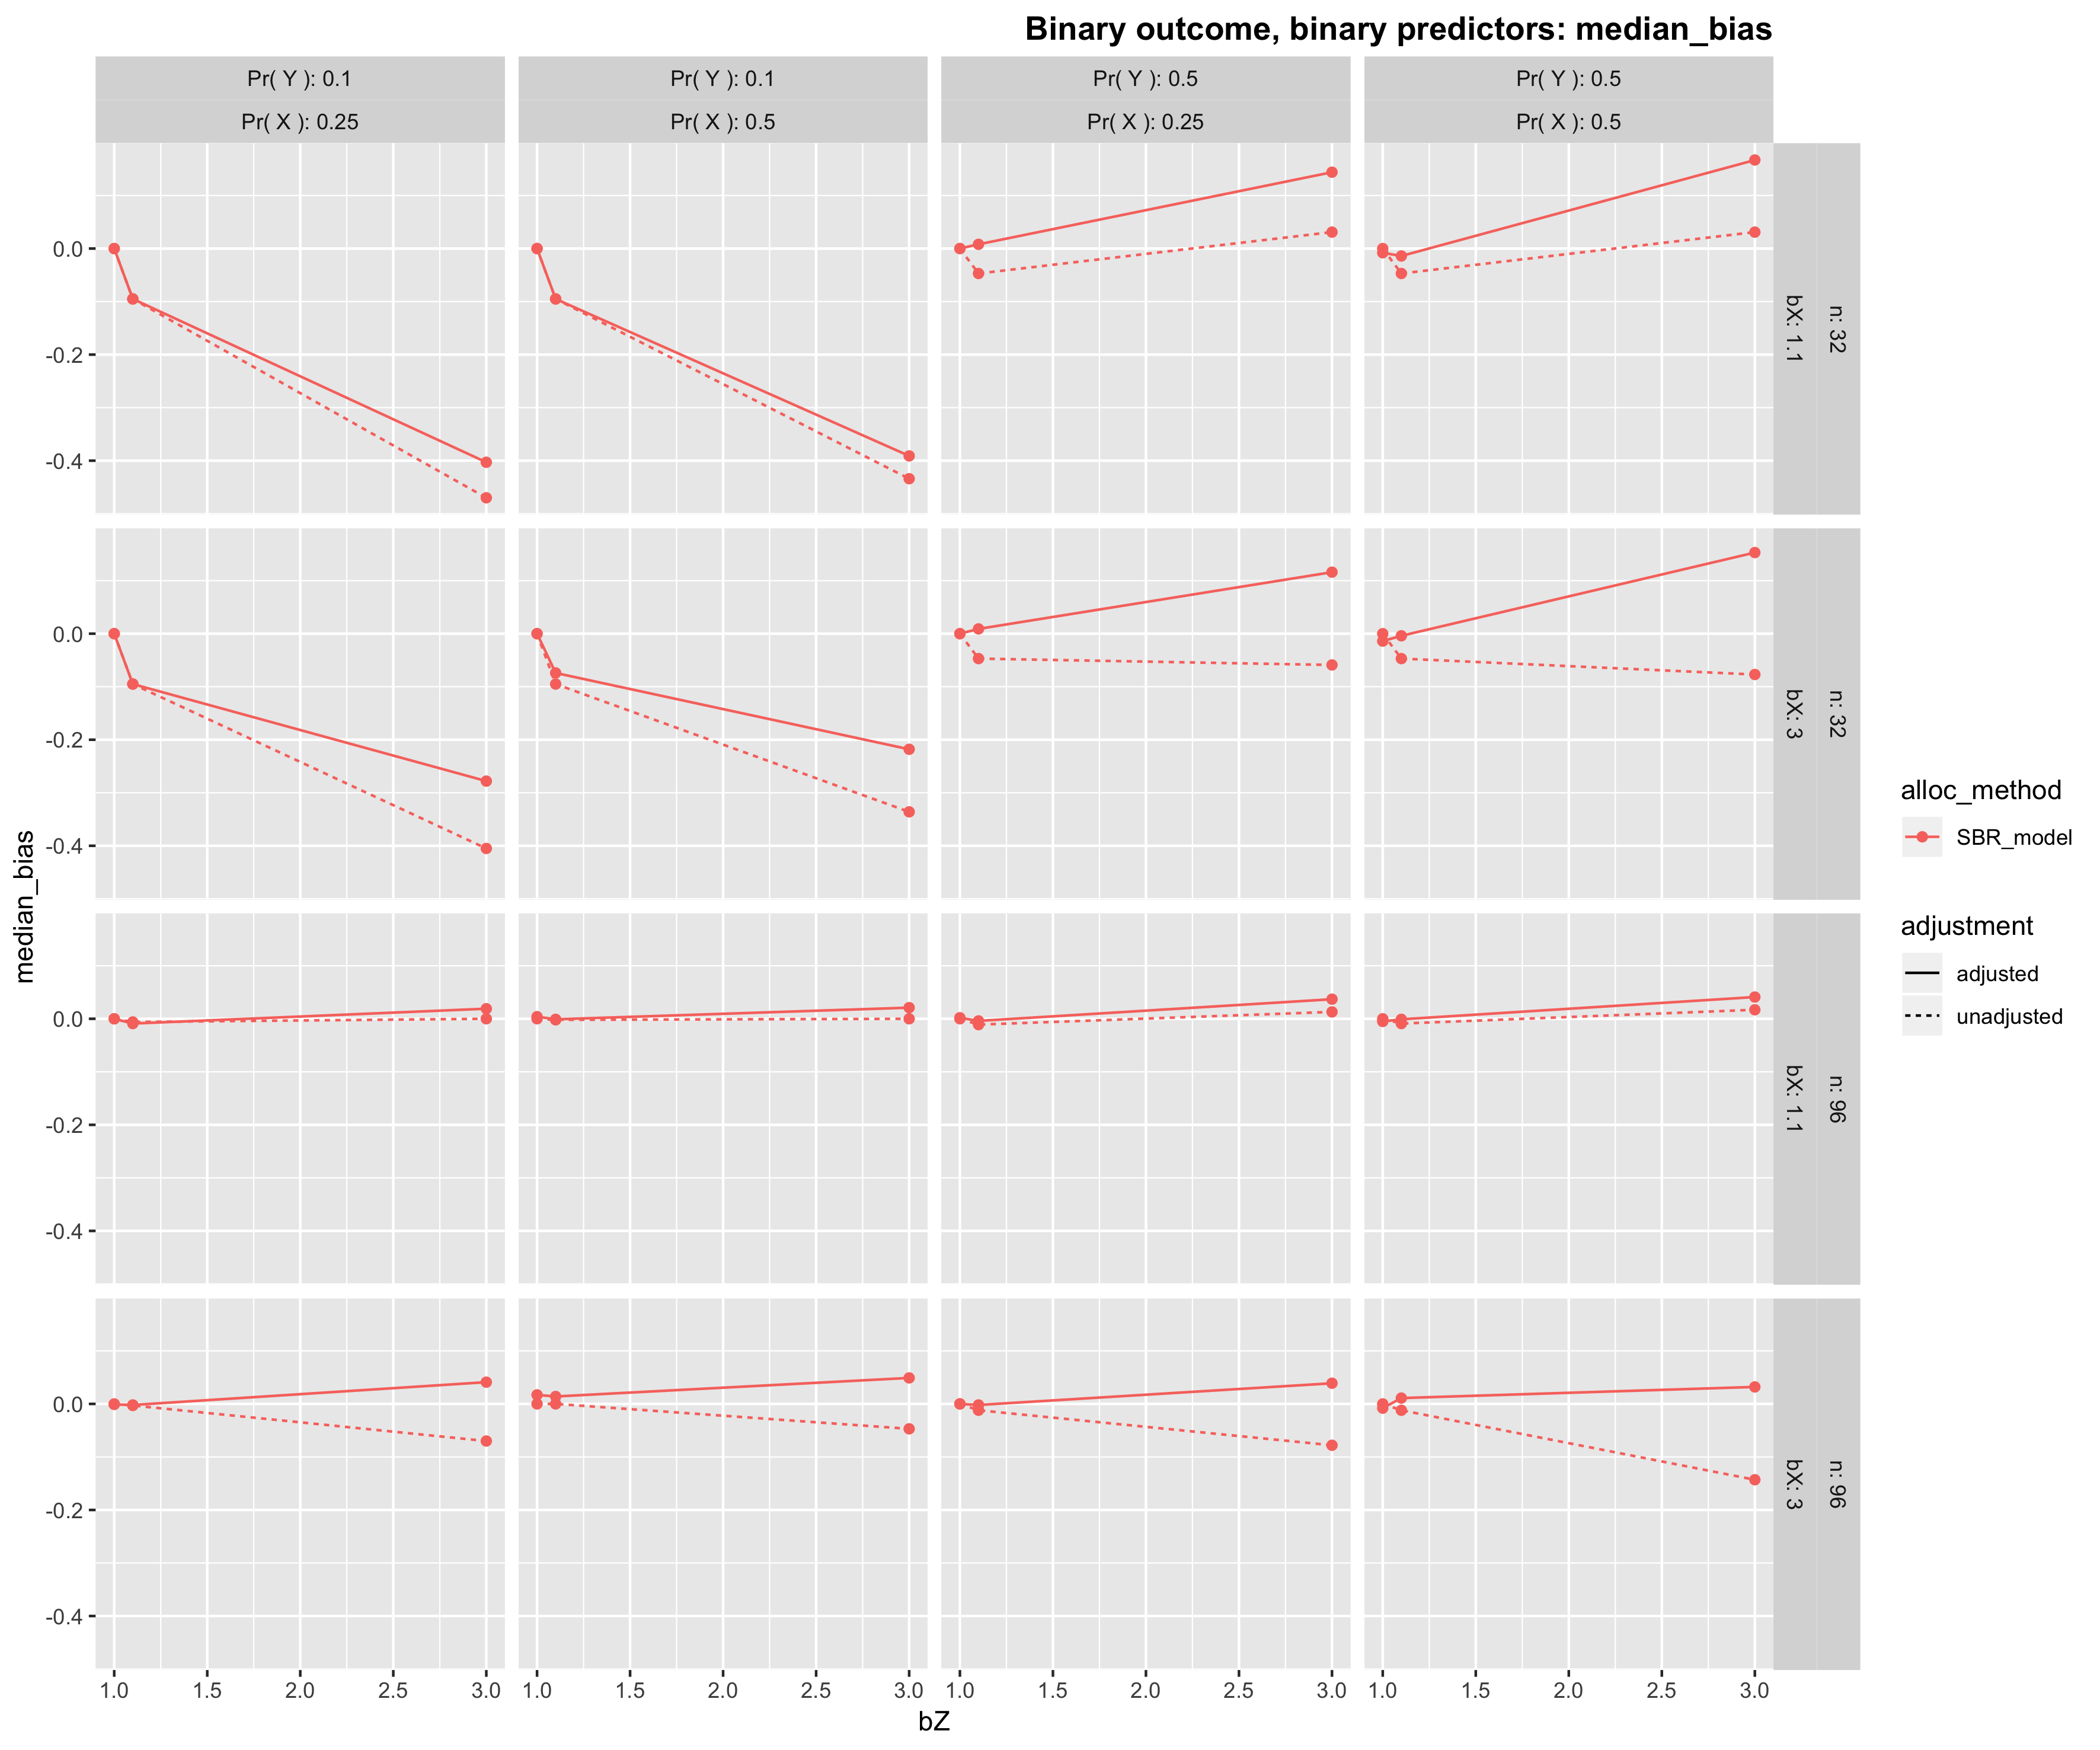 Binary outcome, binary predictors: median_bias
Pr( Y ): 0.1
Pr( Y ): 0.1
Pr( Y ): 0.5
Pr( Y ): 0.5
Pr( X ): 0.25
Pr( X ): 0.5
Pr( X ): 0.25
Pr( X ): 0.5
0.0
-0.2
-0.4
bX: 1.1
n: 32
0.0
-0.2
-0.4
bX: 3
n: 32
0.0
-0.2
-0.4
bX: 1.1
n: 96
0.0
-0.2
-0.4
bX: 3
n: 96
median_bias
1.0 1.5 2.0 2.5 3.0
1.0 1.5 2.0 2.5 3.0
1.0 1.5 2.0 2.5 3.0
1.0 1.5 2.0 2.5 3.0
bZ
alloc_method
SBR_model
adjustment
adjusted
unadjusted